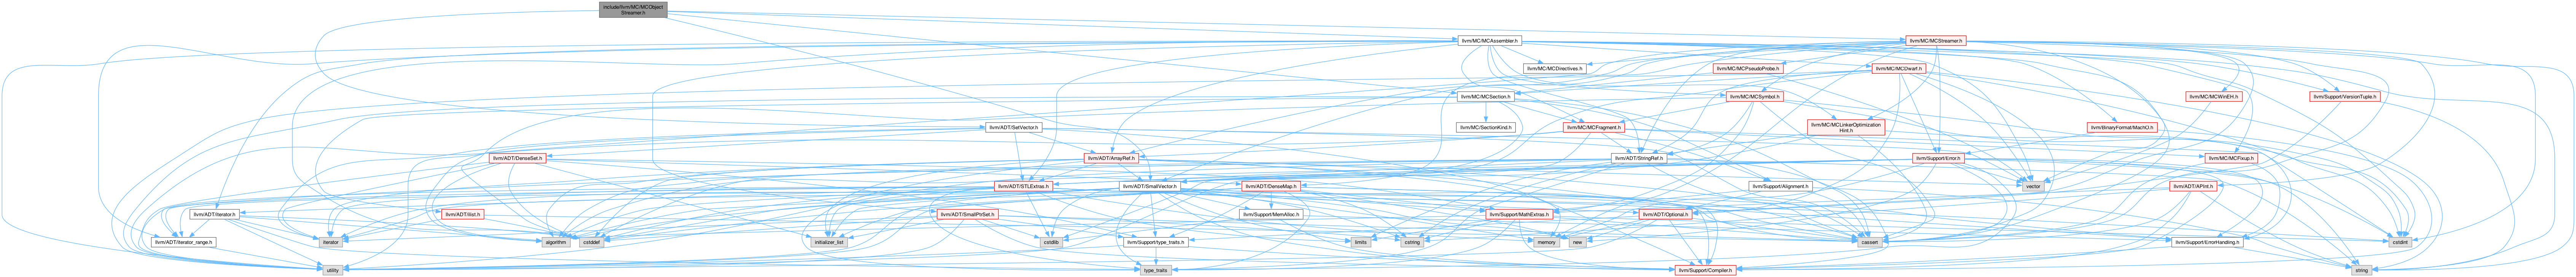 include/llvm/MC/MCObject
Streamer.h
llvm/MC/MCAssembler.h
llvm/MC/MCStreamer.h
llvm/MC/MCDirectives.h
llvm/MC/MCPseudoProbe.h
llvm/MC/MCDwarf.h
llvm/MC/MCSection.h
llvm/MC/MCSymbol.h
llvm/MC/MCWinEH.h
llvm/Support/VersionTuple.h
llvm/ADT/SetVector.h
llvm/MC/SectionKind.h
llvm/MC/MCFragment.h
llvm/MC/MCLinkerOptimization
Hint.h
llvm/BinaryFormat/MachO.h
llvm/ADT/DenseSet.h
llvm/ADT/ArrayRef.h
llvm/ADT/StringRef.h
llvm/Support/Error.h
llvm/MC/MCFixup.h
llvm/ADT/STLExtras.h
llvm/ADT/SmallVector.h
llvm/ADT/DenseMap.h
llvm/Support/Alignment.h
vector
llvm/ADT/APInt.h
llvm/ADT/iterator.h
llvm/ADT/ilist.h
llvm/ADT/SmallPtrSet.h
llvm/Support/MemAlloc.h
llvm/Support/MathExtras.h
llvm/ADT/Optional.h
llvm/ADT/iterator_range.h
iterator
algorithm
cstddef
initializer_list
cstdlib
llvm/Support/type_traits.h
limits
cstring
memory
new
cassert
llvm/Support/ErrorHandling.h
cstdint
utility
type_traits
llvm/Support/Compiler.h
string